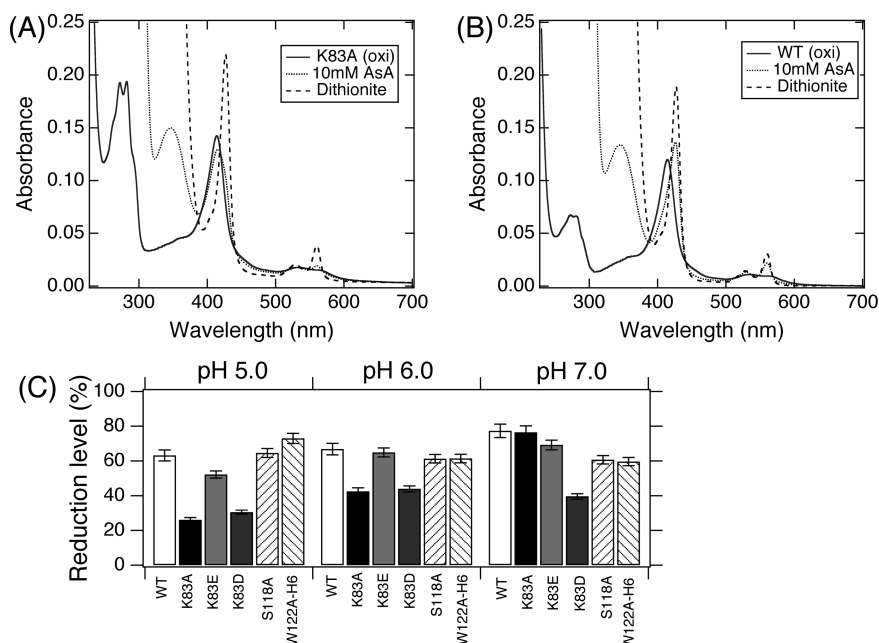 (A)
0.25
0.20
0.15
0.10
0.05
0.00
Absorbance
K83A (oxi)
10mM AsA
Dithionite
300
400
500
600
700
Wavelength (nm)
(B)
0.25
0.20
0.15
0.10
0.05
0.00
Absorbance
WT (oxi)
10mM AsA
Dithionite
300
400
500
600
700
Wavelength (nm)
(C)
pH 5.0
pH 6.0
pH 7.0
Reduction level (%)
100
80
60
40
20
0
WT
K83A
K83E
K83D
S118A
W122A-H6
WT
K83A
K83E
K83D
S118A
W122A-H6
WT
K83A
K83E
K83D
S118A
W122A-H6